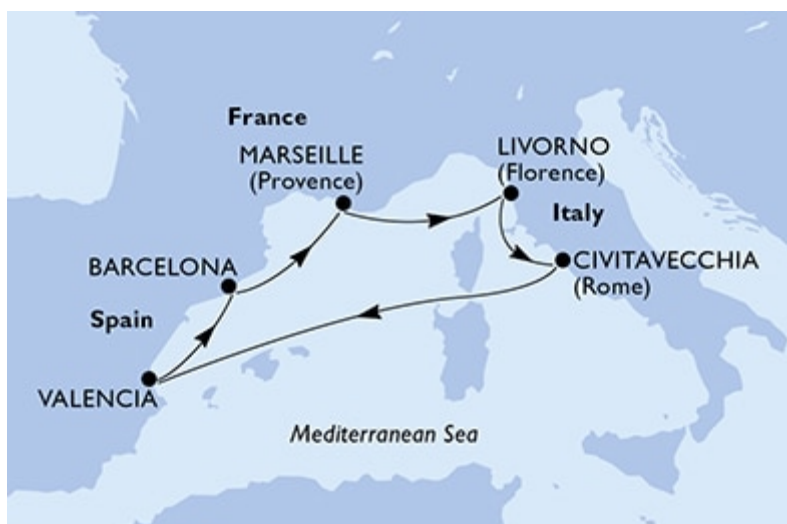 France
MARSEILLE
(Provence)
LIVORNO
(Florence)
Italy
BARCELONA
CIVITAVECCHIA
(Rome)
Spain
VALENCIA
Mediterranean Sea